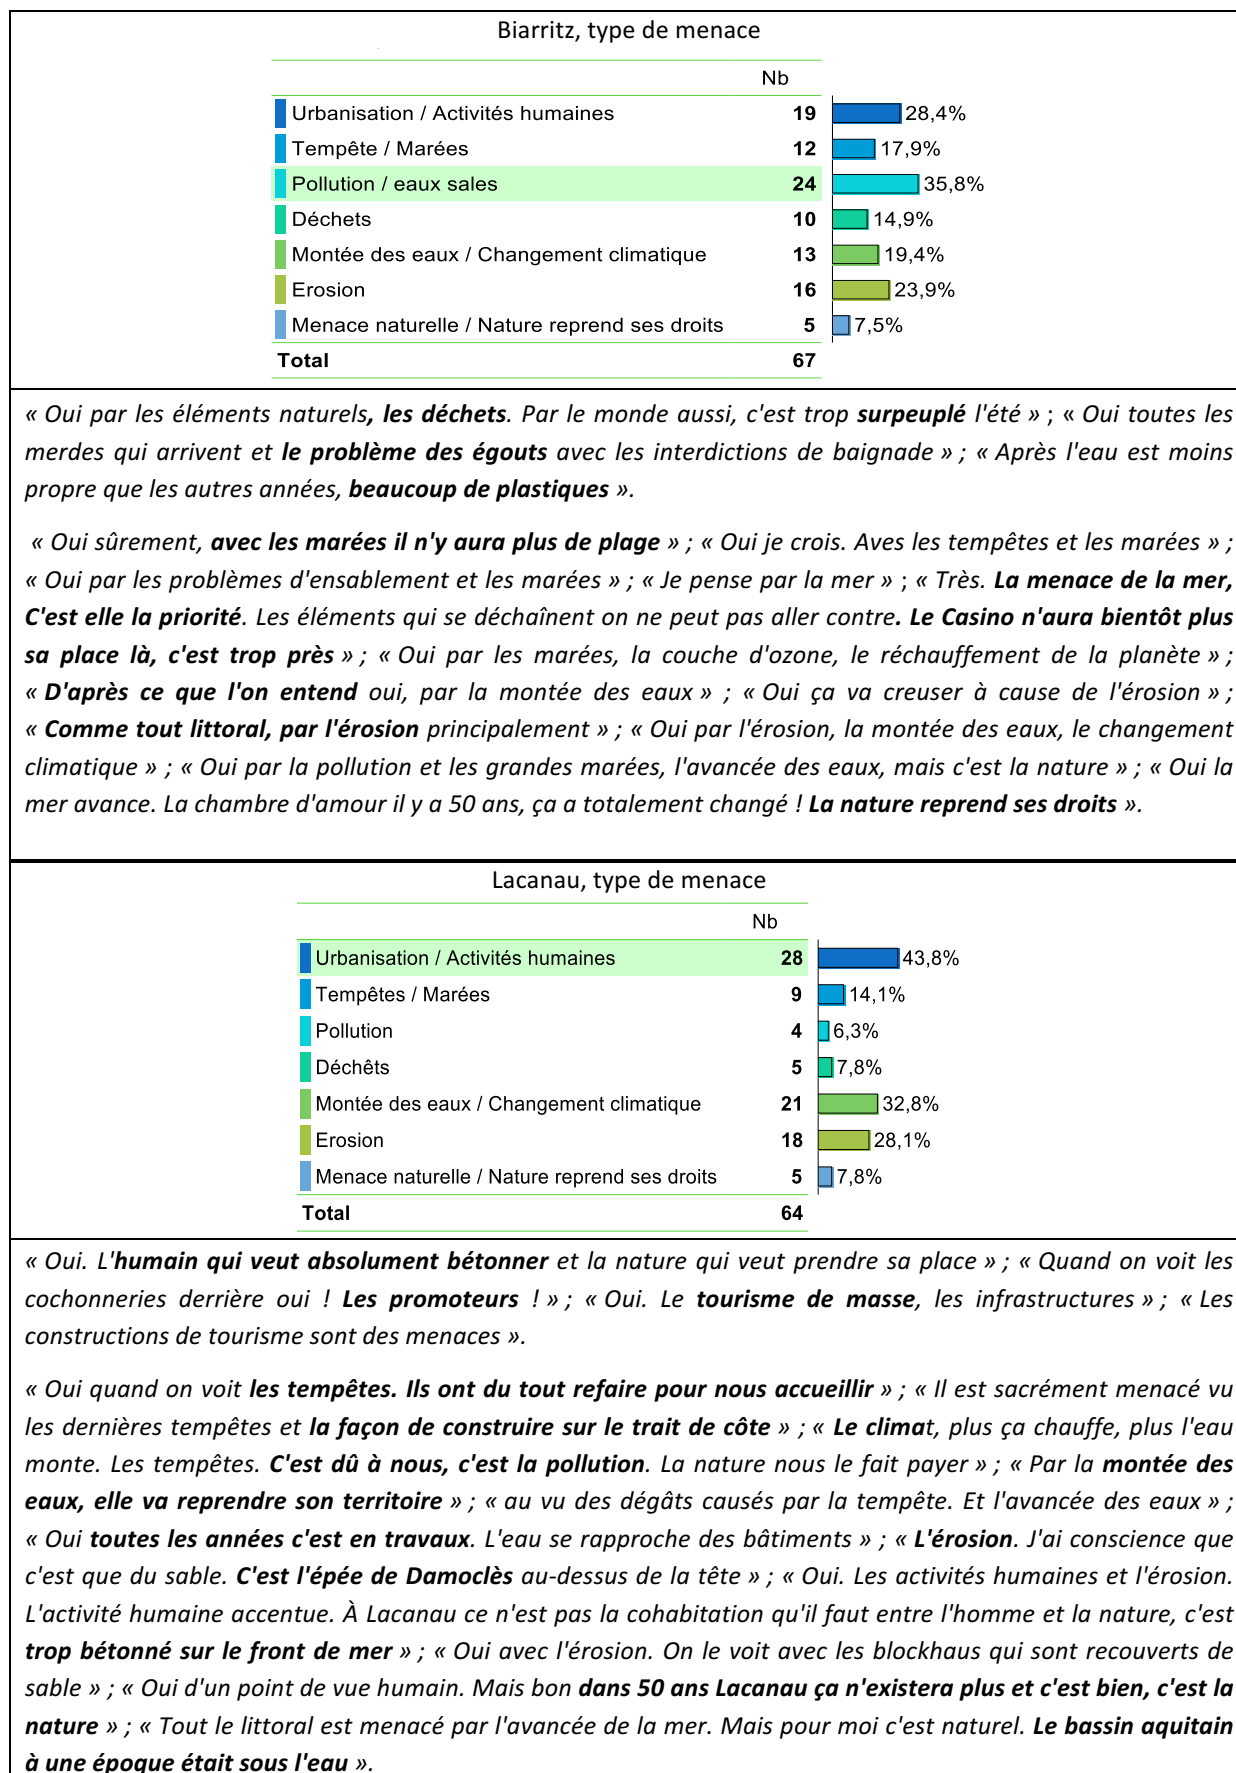 Biarritz, type de menace
Nb
Urbanisation / Activités humaines 19 28,4%
Tempête / Marées 12 17,9%
Pollution / eaux sales 24 35,8%
Déchets 10 14,9%
Montée des eaux / Changement climatique 13 19,4%
Erosion 16 23,9%
Menace naturelle / Nature reprend ses droits 5 7,5%
Total 67
« Oui par les éléments naturels, les déchets. Par le monde aussi, c'est trop surpeuplé l'été » ; « Oui toutes les
merdes qui arrivent et le problème des égouts avec les interdictions de baignade » ; « Après l'eau est moins
propre que les autres années, beaucoup de plastiques ».
« Oui sûrement, avec les marées il n'y aura plus de plage » ; « Oui je crois. Aves les tempêtes et les marées » ;
« Oui par les problèmes d'ensablement et les marées » ; « Je pense par la mer » ; « Très. La menace de la mer,
C'est elle la priorité. Les éléments qui se déchaînent on ne peut pas aller contre. Le Casino n'aura bientôt plus
sa place là, c'est trop près » ; « Oui par les marées, la couche d'ozone, le réchauffement de la planète » ;
« D'après ce que l'on entend oui, par la montée des eaux » ; « Oui ça va creuser à cause de l'érosion » ;
« Comme tout littoral, par l'érosion principalement » ; « Oui par l'érosion, la montée des eaux, le changement
climatique » ; « Oui par la pollution et les grandes marées, l'avancée des eaux, mais c'est la nature » ; « Oui la
mer avance. La chambre d'amour il y a 50 ans, ça a totalement changé ! La nature reprend ses droits ».
Lacanau, type de menace
Nb
Urbanisation / Activités humaines 28 43,8%
Tempêtes / Marées 9 14,1%
Pollution 4 6,3%
Déchêts 5 7,8%
Montée des eaux / Changement climatique 21 32,8%
Erosion 18 28,1%
Menace naturelle / Nature reprend ses droits 5 7,8%
Total 64
« Oui. L'humain qui veut absolument bétonner et la nature qui veut prendre sa place » ; « Quand on voit les
cochonneries derrière oui ! Les promoteurs ! » ; « Oui. Le tourisme de masse, les infrastructures » ; « Les
constructions de tourisme sont des menaces ».
« Oui quand on voit les tempêtes. Ils ont du tout refaire pour nous accueillir » ; « Il est sacrément menacé vu
les dernières tempêtes et la façon de construire sur le trait de côte » ; « Le climat, plus ça chauffe, plus l'eau
monte. Les tempêtes. C'est dû à nous, c'est la pollution. La nature nous le fait payer » ; « Par la montée des
eaux, elle va reprendre son territoire » ; « au vu des dégâts causés par la tempête. Et l'avancée des eaux » ;
« Oui toutes les années c'est en travaux. L'eau se rapproche des bâtiments » ; « L'érosion. J'ai conscience que
c'est que du sable. C'est l'épée de Damoclès au-dessus de la tête » ; « Oui. Les activités humaines et l'érosion.
L'activité humaine accentue. À Lacanau ce n'est pas la cohabitation qu'il faut entre l'homme et la nature, c'est
trop bétonné sur le front de mer » ; « Oui avec l'érosion. On le voit avec les blockhaus qui sont recouverts de
sable » ; « Oui d'un point de vue humain. Mais bon dans 50 ans Lacanau ça n'existera plus et c'est bien, c'est la
nature » ; « Tout le littoral est menacé par l'avancée de la mer. Mais pour moi c'est naturel. Le bassin aquitain
à une époque était sous l'eau ».